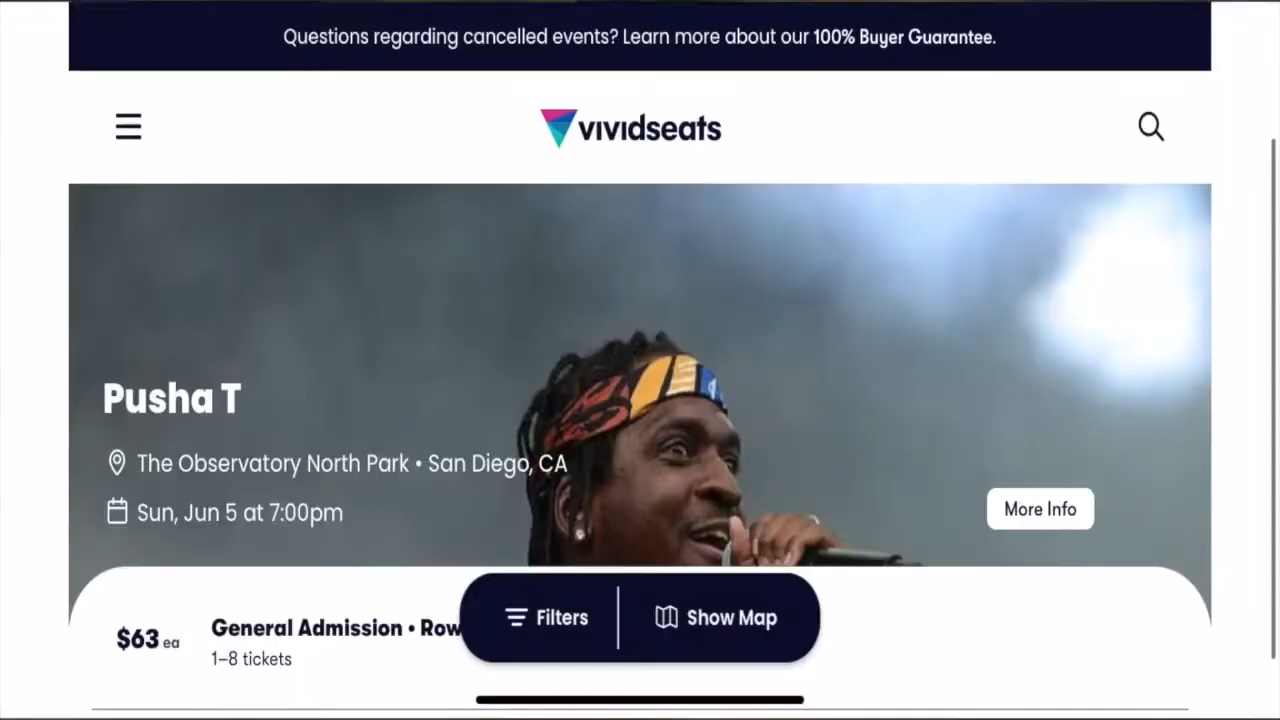 Questions regarding cancelled events? Learn more about our 100% Buyer Guarantee.
vividseats
Pusha T
The Observatory North Park • San Diego, CA
Sun, Jun 5 at 7:00pm
More Info
$63 ea
General Admission • Row
1–8 tickets
Filters
Show Map